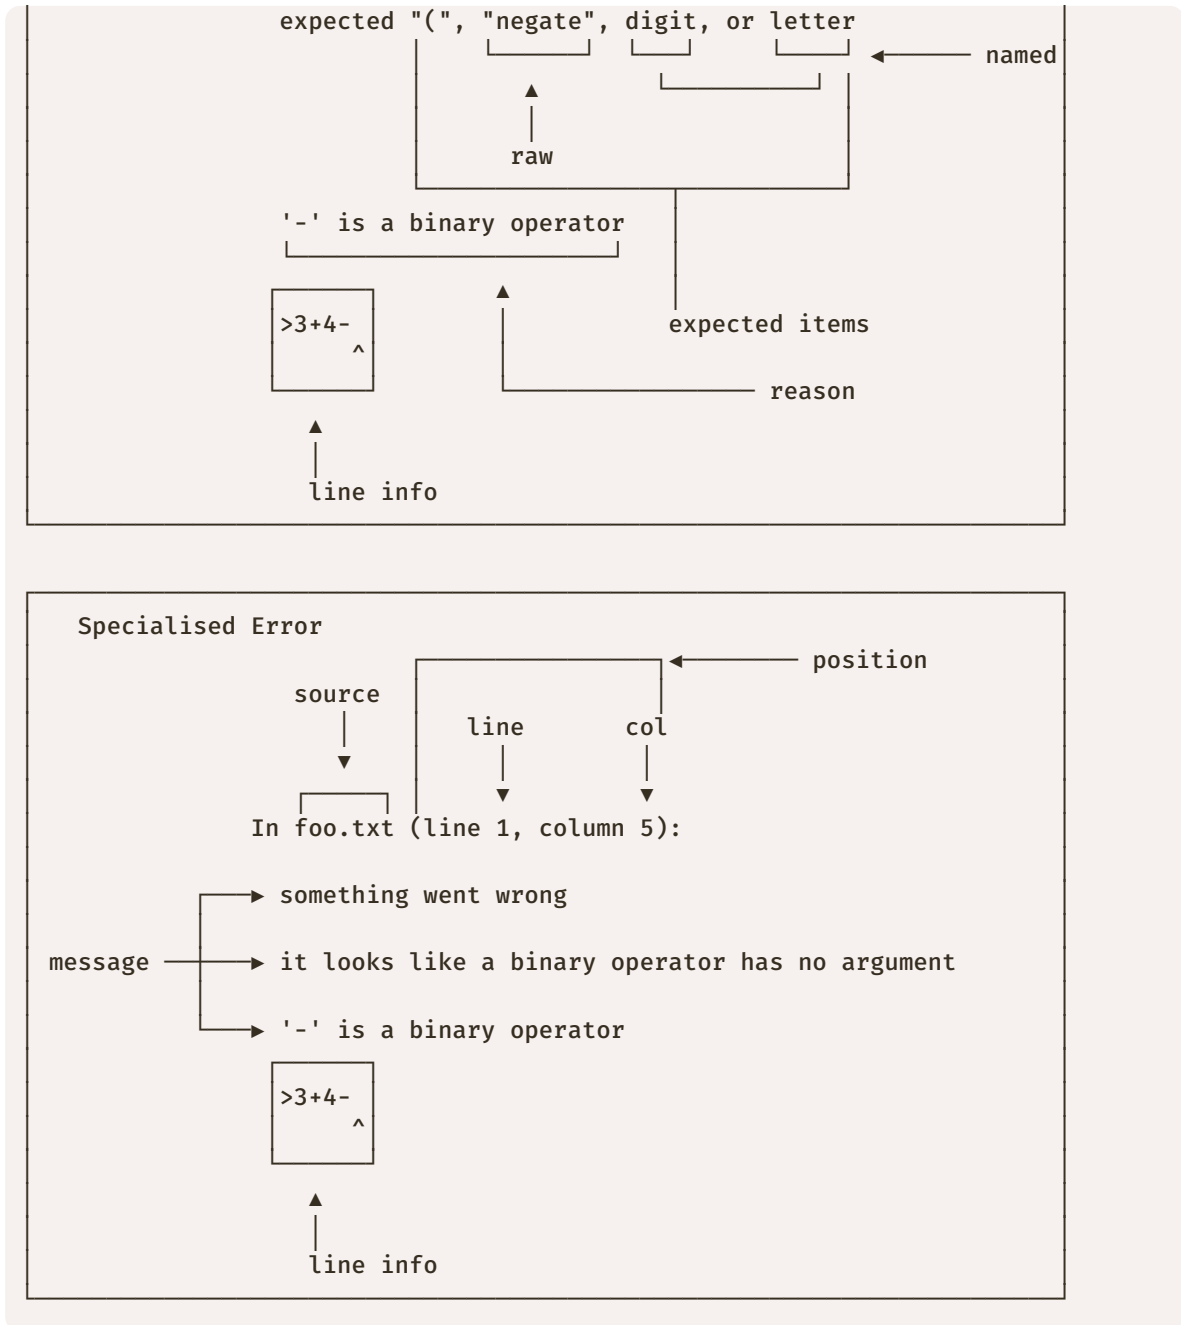 expected "(", "negate", digit, or letter
named
raw
'-' is a binary operator
>3+4-
^
expected items
reason
line info
Specialised Error
position
source
line col
In foo.txt (line 1, column 5):
something went wrong
message it looks like a binary operator has no argument
'-' is a binary operator
>3+4-
^
line info